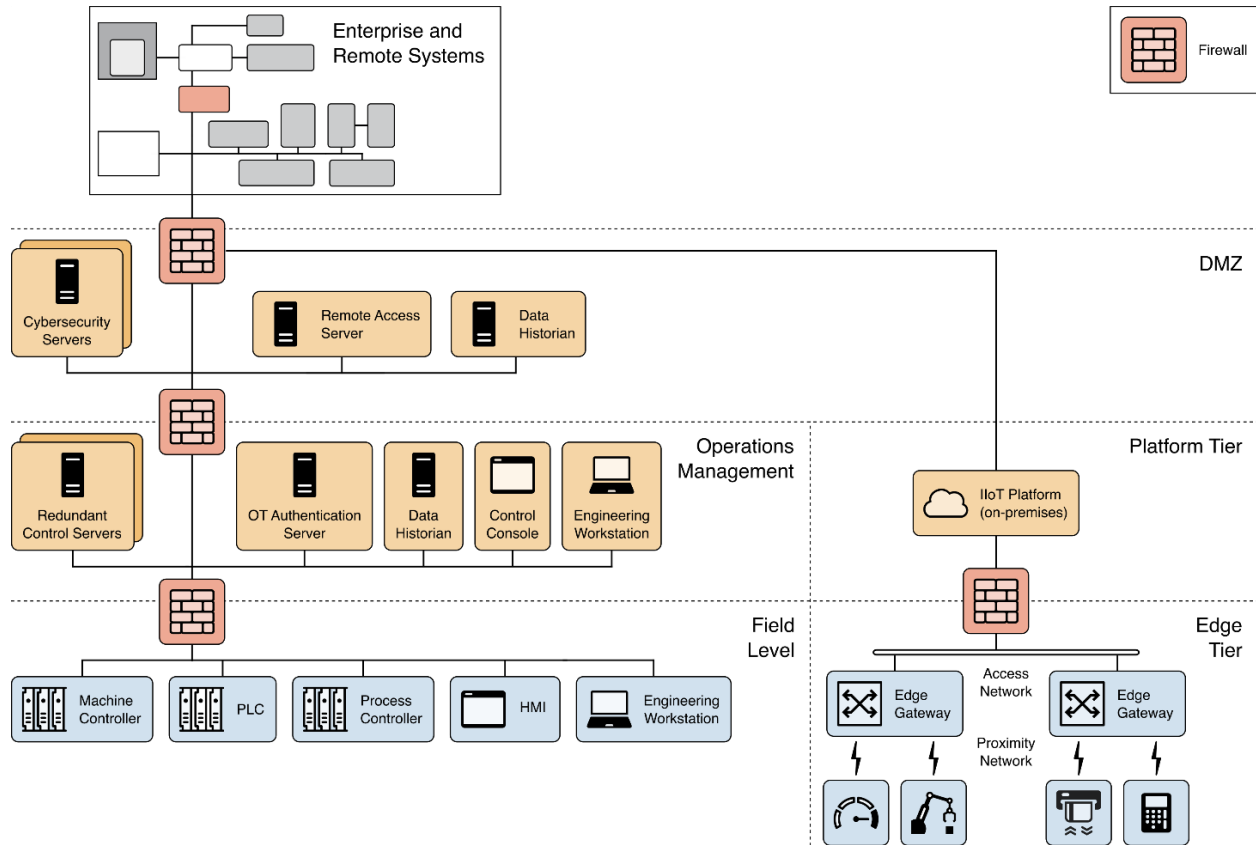 Enterprise and
Remote Systems
Firewall
DMZ
Cybersecurity
Servers
Remote Access
Server
Data
Historian
Operations
Management
Platform Tier
Redundant
Control Servers
OT Authentication
Server
Data
Historian
Control
Console
Engineering
Workstation
IIoT Platform
(on-premises)
Field
Level
Edge
Tier
Machine
Controller
PLC
Process
Controller
HMI
Engineering
Workstation
Access
Network
Edge
Gateway
Edge
Gateway
Proximity
Network